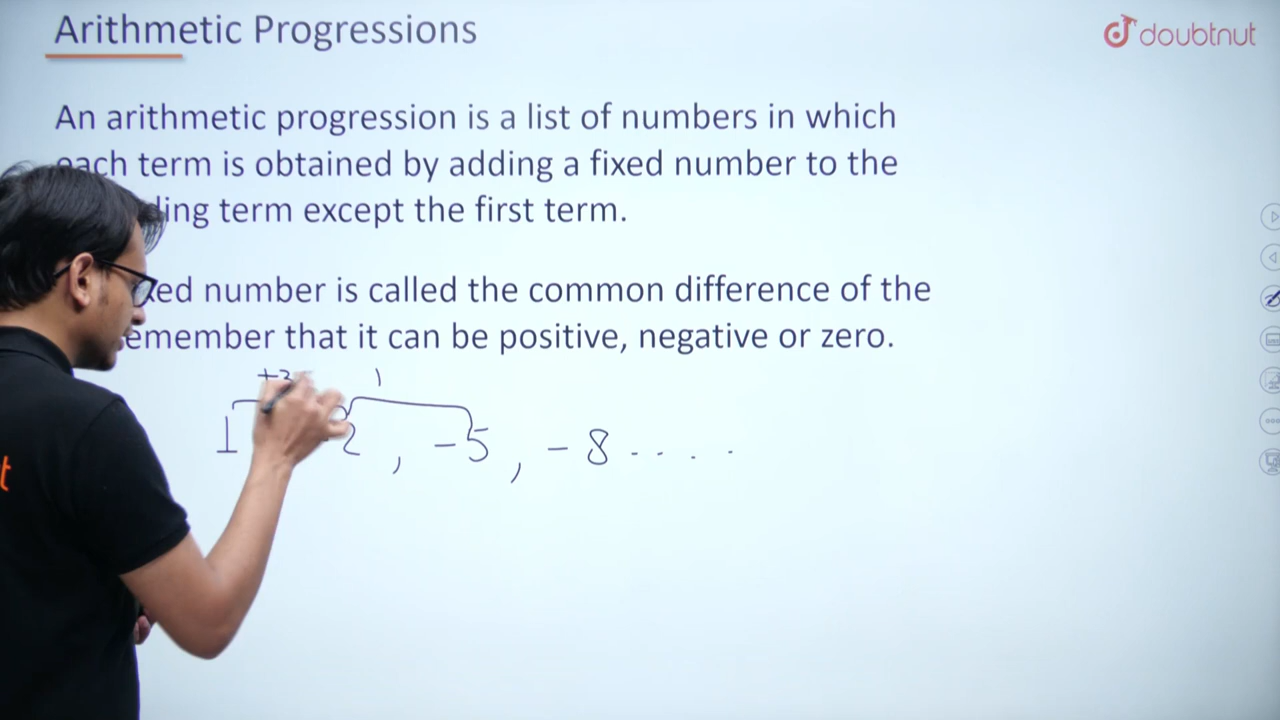 Arithmetic Progressions
doubtnut
An arithmetic progression is a list of numbers in which
each term is obtained by adding a fixed number to the
term except the first term.
number is called the common difference of the
that it can be positive, negative or zero.
1 2 , - 5 , - 8 . . . .
t